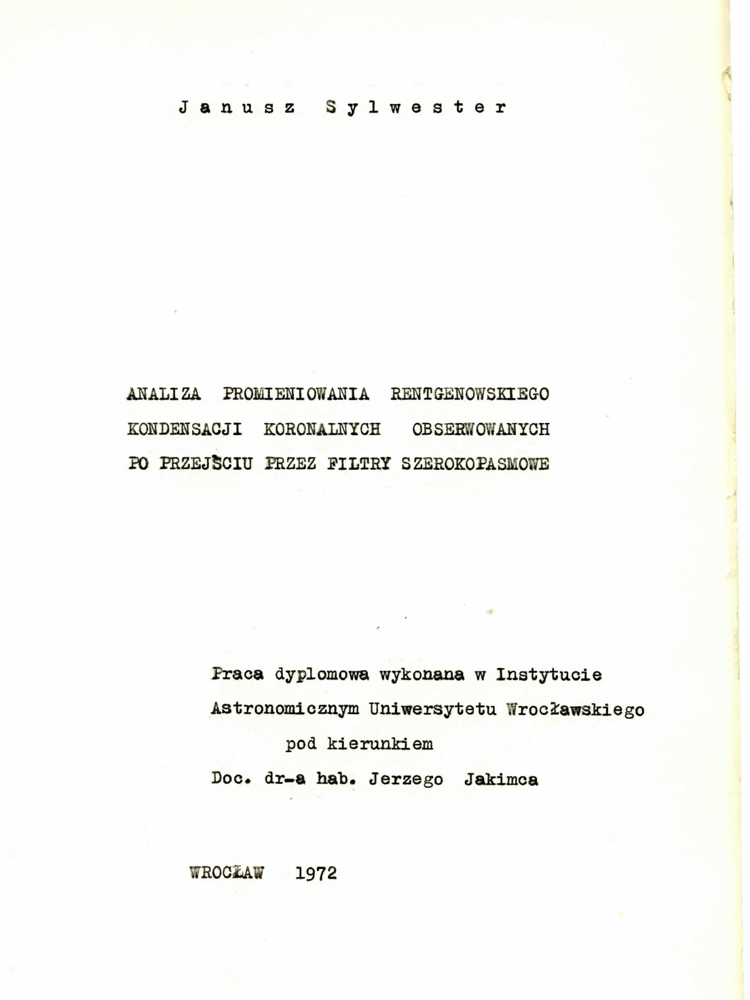 Janusz Sylwester
ANALIZA PROMIENIOWANIA RENTGENOWSKIEGO
KONDENSACJI KORONALNYCH OBSERWOWANYCH
PO PRZEJŚCIU PRZEZ FILTRY SZEROKOPASMOWE
Praca dyplomowa wykonana w Instytucie
Astronomicznym Uniwersytetu Wrocławskiego
pod kierunkiem
Doc. dr-a hab. Jerzego Jakimca
WROCŁAW 1972